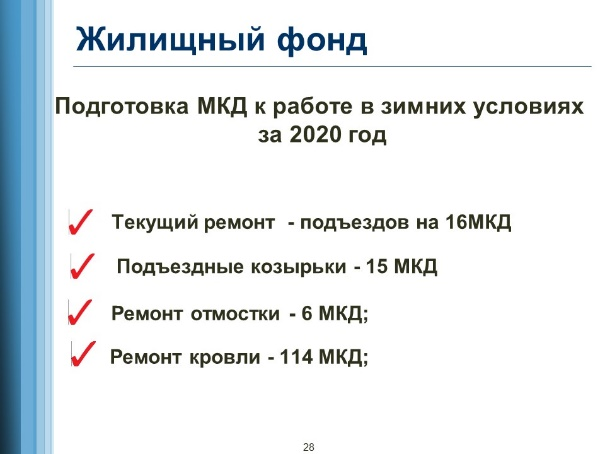 Жилищный фонд
Подготовка МКД к работе в зимних условиях
за 2020 год
Текущий ремонт - подъездов на 16МКД
Подъездные козырьки - 15 МКД
Ремонт отмостки - 6 МКД;
Ремонт кровли - 114 МКД;
28